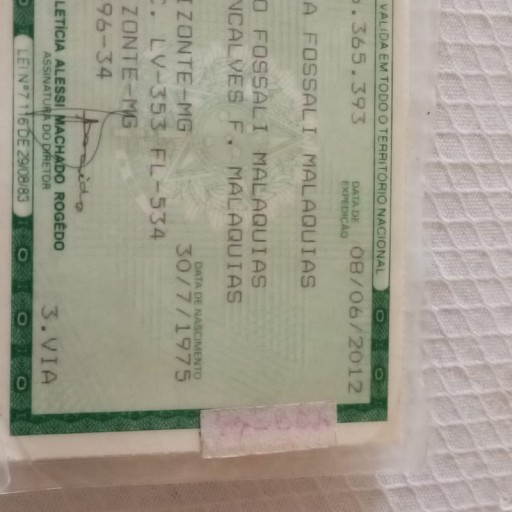 VÁLIDA EM TODO O TERRITÓRIO NACIONAL
.365.393 DATA DE EXPEDIÇÃO 08/06/2012
A FOSSALI MALAQUIAS
O FOSSALI MALAQUIAS
NCALVES F. MALAQUIAS
DATA DE NASCIMENTO
IZONTE-MG 30/7/1975
C. LV-353 FL-534
IZONTE-MG
96-34
LETÍCIA ALESSI MACHADO ROGÊDO 3.VIA
ASSINATURA DO DIRETOR
LEI Nº 7.116 DE 29/08/83